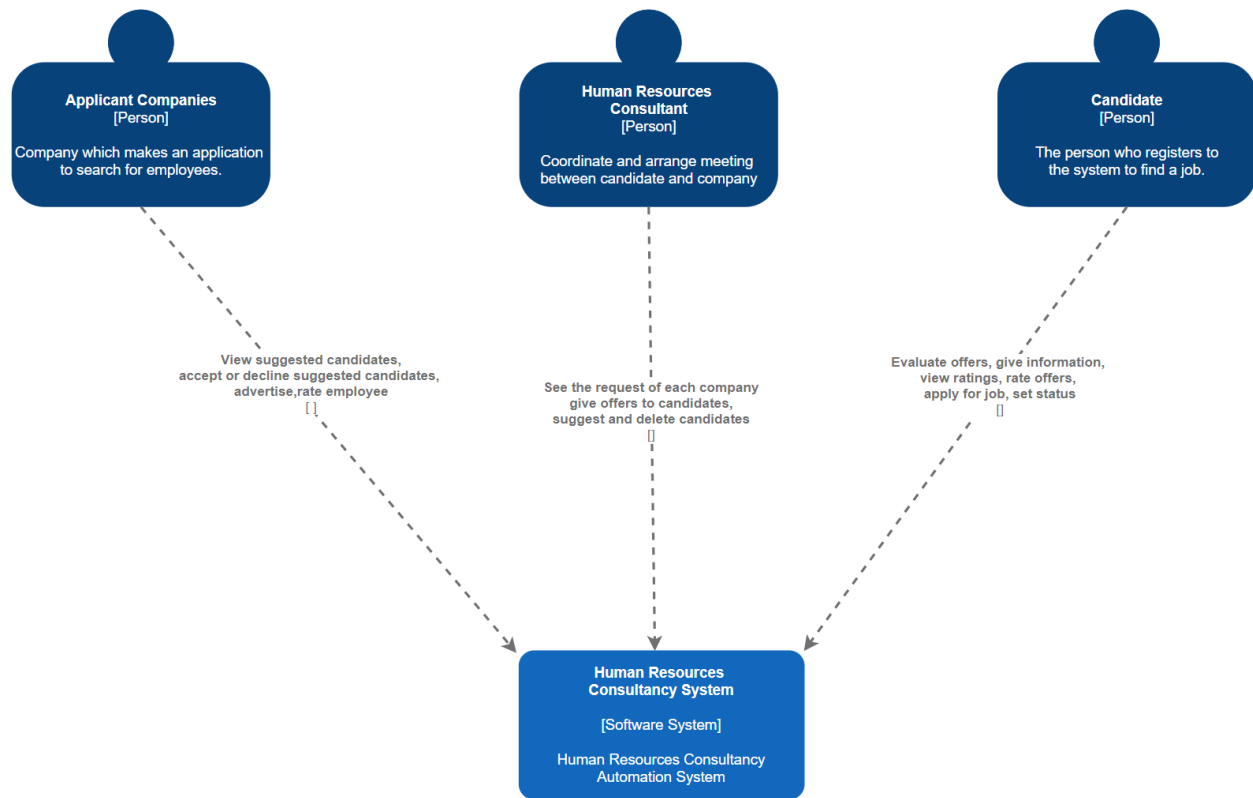 Applicant Companies
[Person]
Company which makes an application
to search for employees.
Human Resources
Consultant
[Person]
Coordinate and arrange meeting
between candidate and company
Candidate
[Person]
The person who registers to
the system to find a job.
View suggested candidates,
accept or decline suggested candidates,
advertise,rate employee
[ ]
See the request of each company
give offers to candidates,
suggest and delete candidates
[]
Evaluate offers, give information,
view ratings, rate offers,
apply for job, set status
[]
Human Resources
Consultancy System
[Software System]
Human Resources Consultancy
Automation System